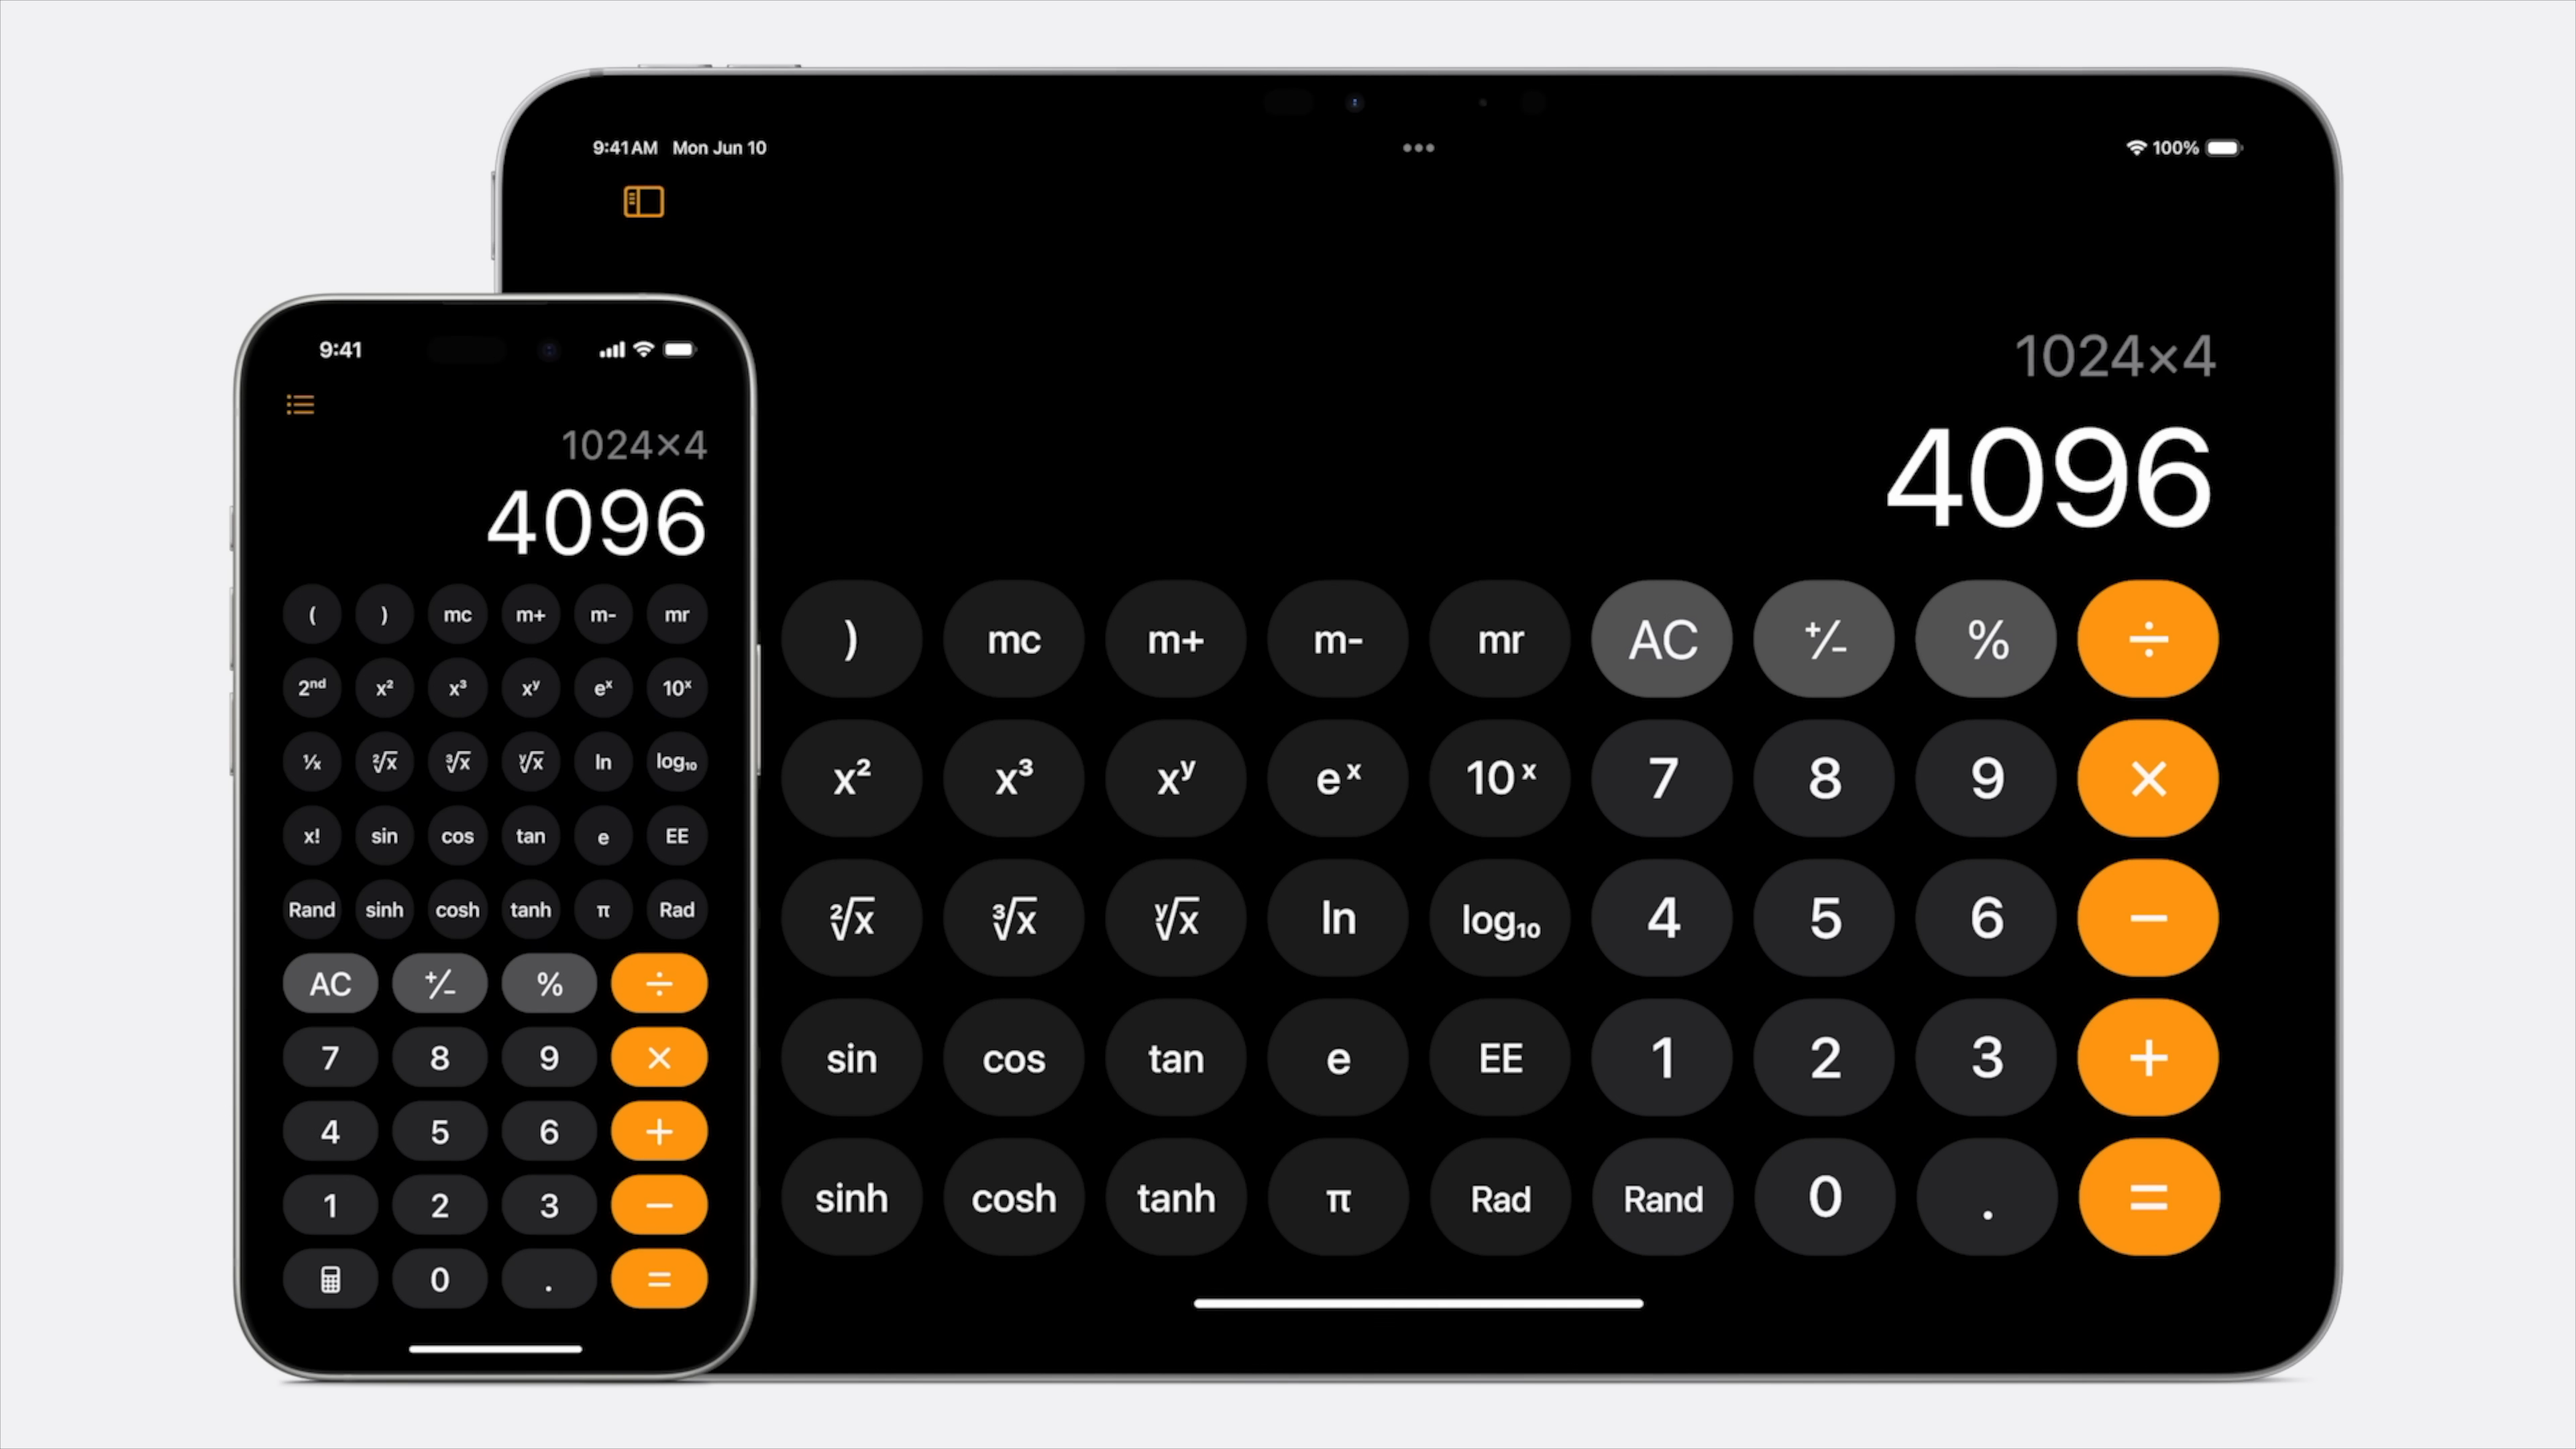 9:41
1024×4
4096
( ) mc m+ m- mr
2ⁿᵈ x² x³ xʸ eˣ 10ˣ
¹⁄ₓ ²√x ³√x ʸ√x ln log₁₀
x! sin cos tan e EE
Rand sinh cosh tanh π Rad
AC +⁄- % ÷
7 8 9 ×
4 5 6 +
1 2 3 −
0 . =
9:41 AM Mon Jun 10
100%
1024×4
4096
) mc m+ m- mr AC +⁄- % ÷
x² x³ xʸ eˣ 10ˣ 7 8 9 ×
²√x ³√x ʸ√x ln log₁₀ 4 5 6 −
sin cos tan e EE 1 2 3 +
sinh cosh tanh π Rad Rand 0 . =